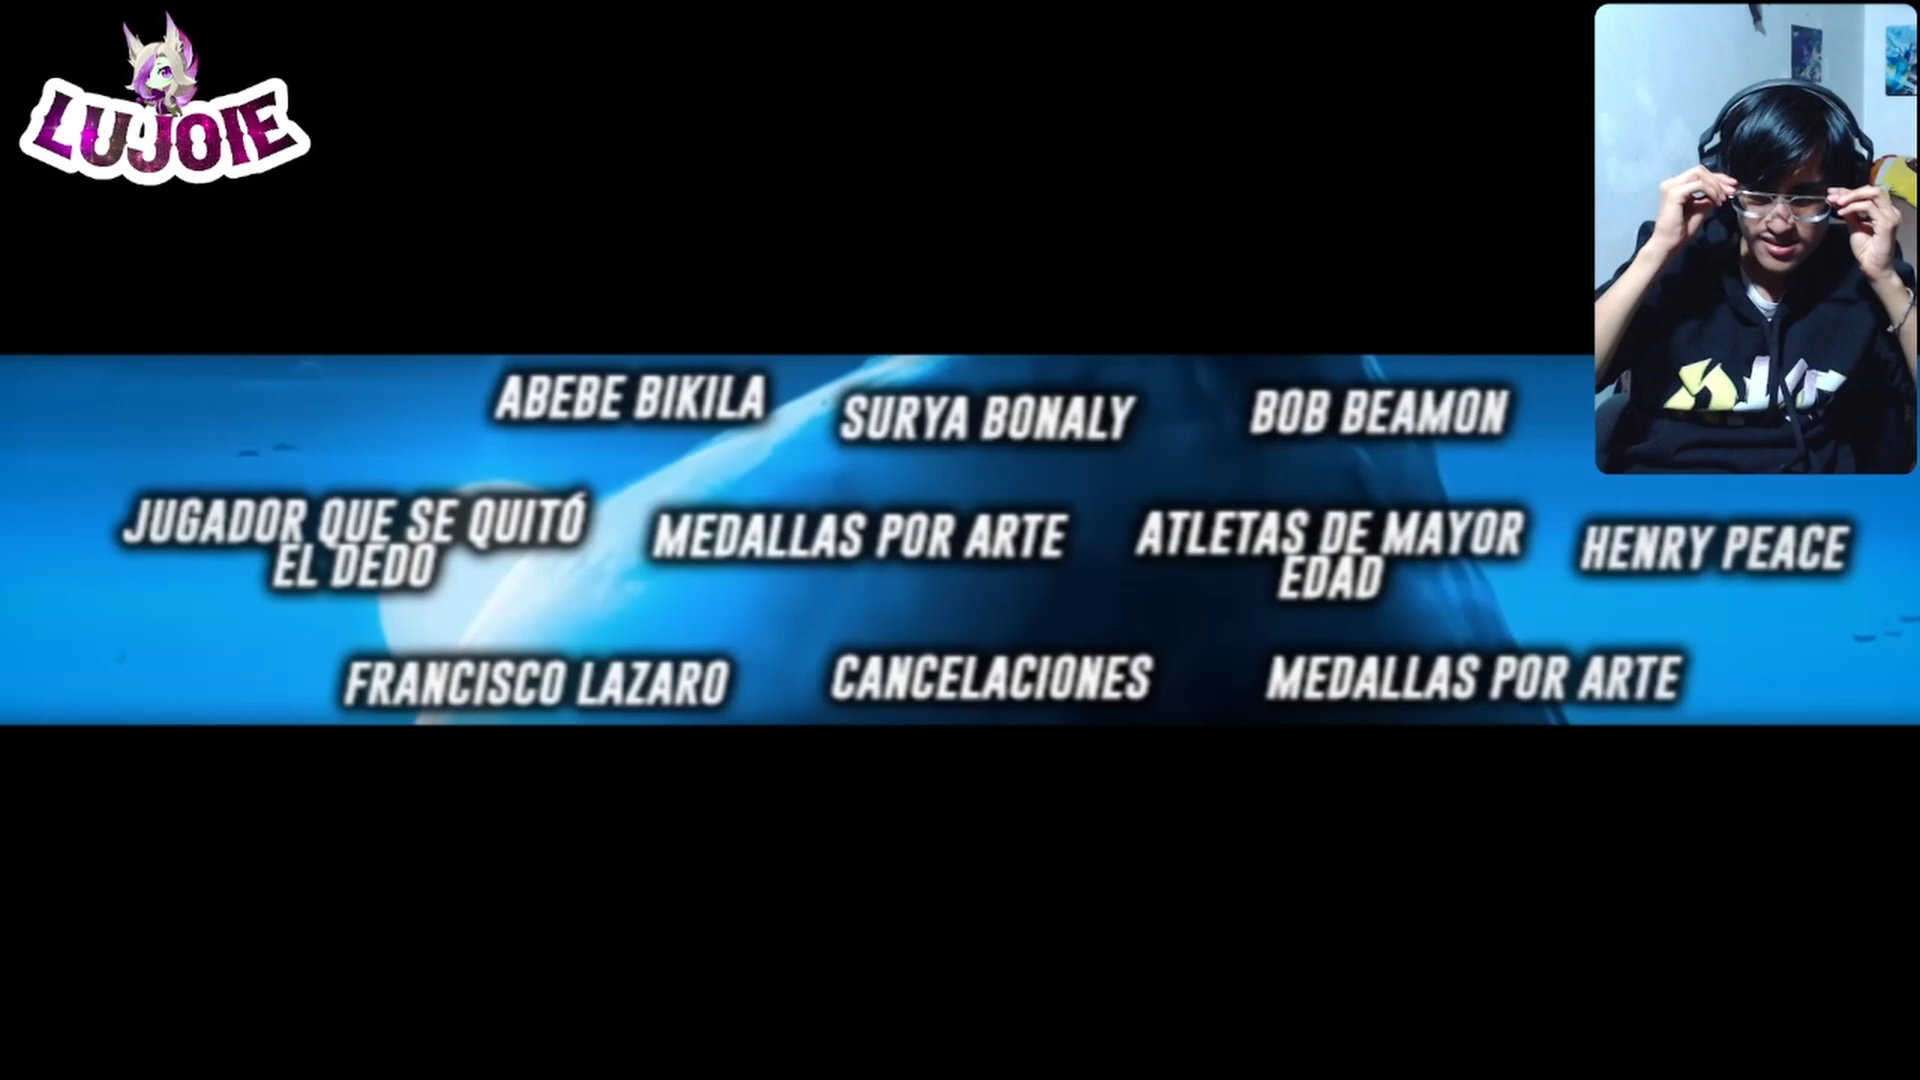 LUJOIE
ABEBE BIKILA
SURYA BONALY
BOB BEAMON
JUGADOR QUE SE QUITÓ
EL DEDO
MEDALLAS POR ARTE
ATLETAS DE MAYOR
EDAD
HENRY PEACE
FRANCISCO LAZARO
CANCELACIONES
MEDALLAS POR ARTE